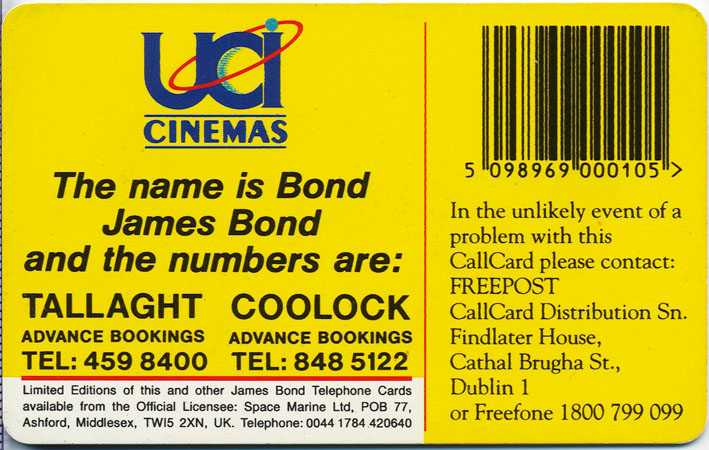 UCI
CINEMAS
The name is Bond
James Bond
and the numbers are:
TALLAGHT COOLOCK
ADVANCE BOOKINGS ADVANCE BOOKINGS
TEL: 459 8400 TEL: 848 5122
Limited Editions of this and other James Bond Telephone Cards
available from the Official Licensee: Space Marine Ltd, POB 77,
Ashford, Middlesex, TW15 2XN, UK. Telephone: 0044 1784 420640
5 098969 000105 >
In the unlikely event of a
problem with this
CallCard please contact:
FREEPOST
CallCard Distribution Sn.
Findlater House,
Cathal Brugha St.,
Dublin 1
or Freefone 1800 799 099